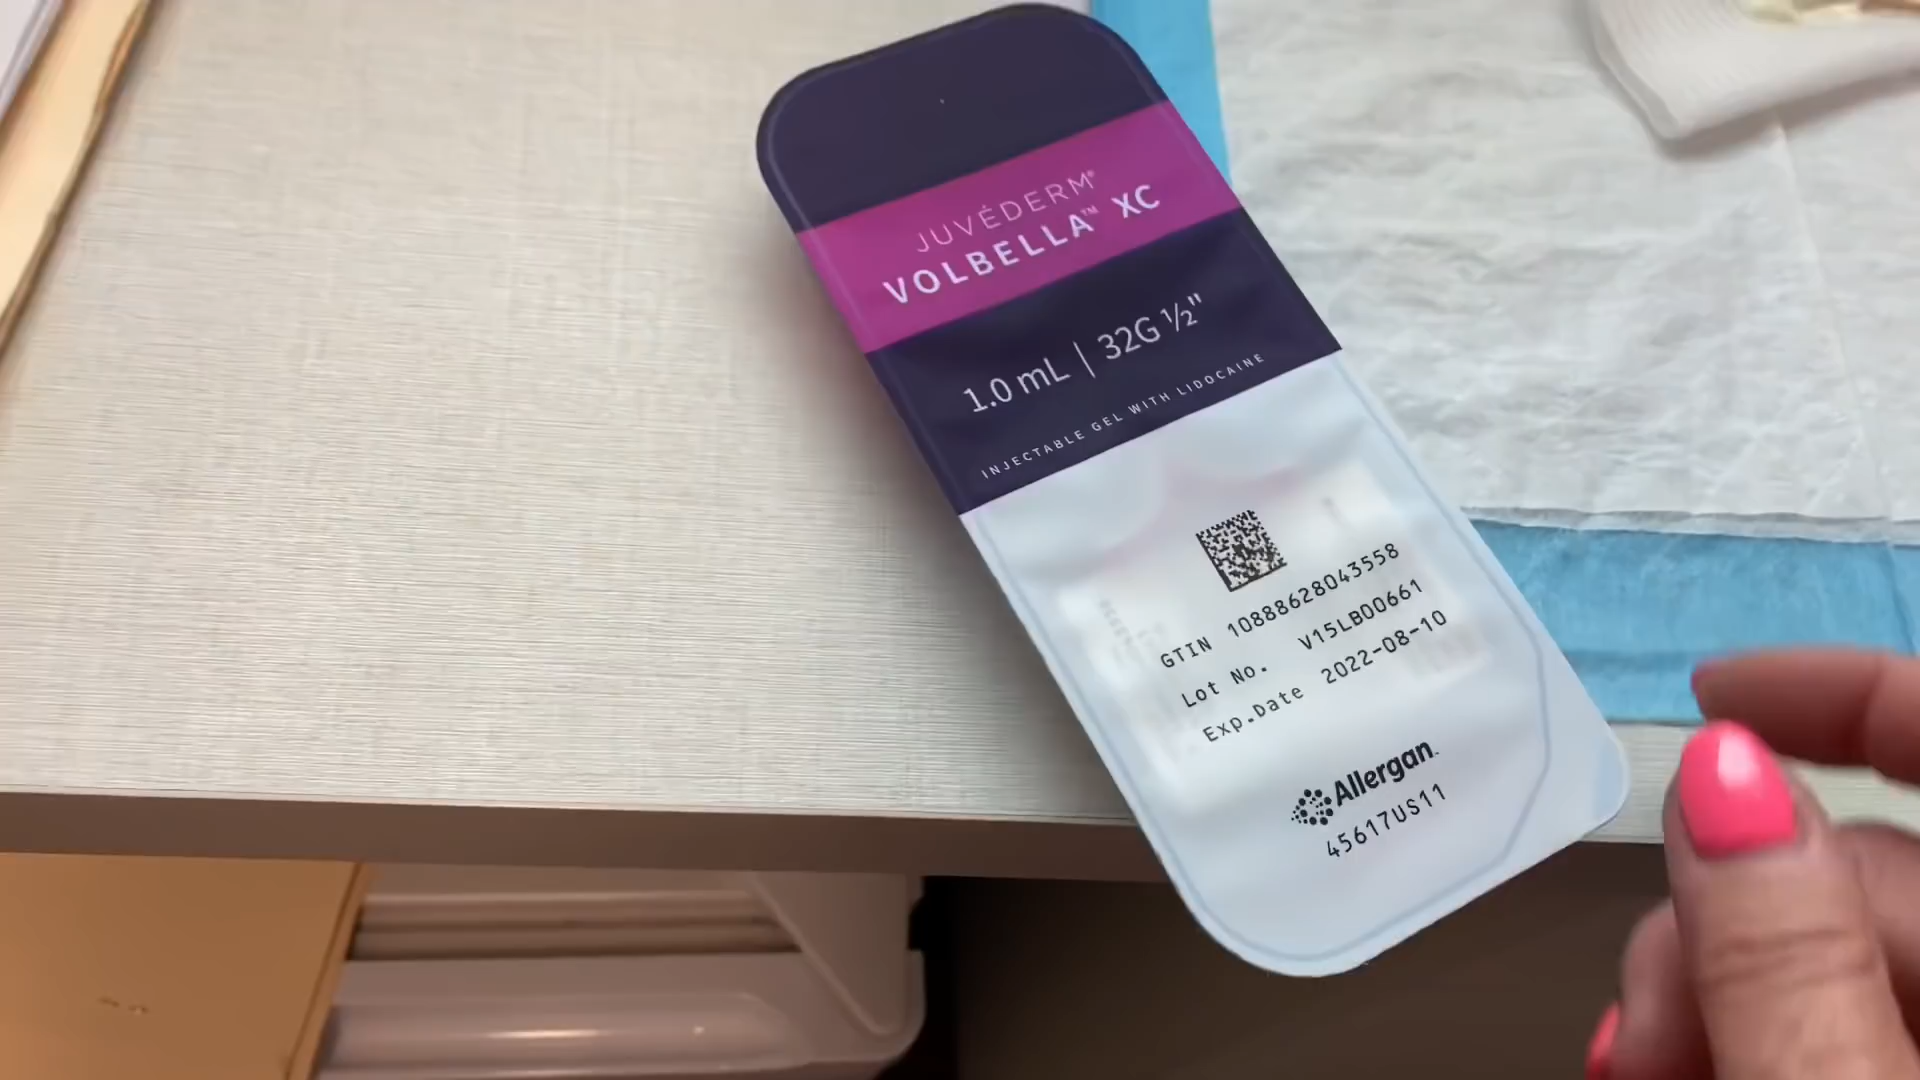 JUVÉDERM®
VOLBELLA™ XC
1.0 mL | 32G ½"
INJECTABLE GEL WITH LIDOCAINE
GTIN 10888628043558
Lot No. V15LB00661
Exp.Date 2022-08-10
Allergan™
45617US11